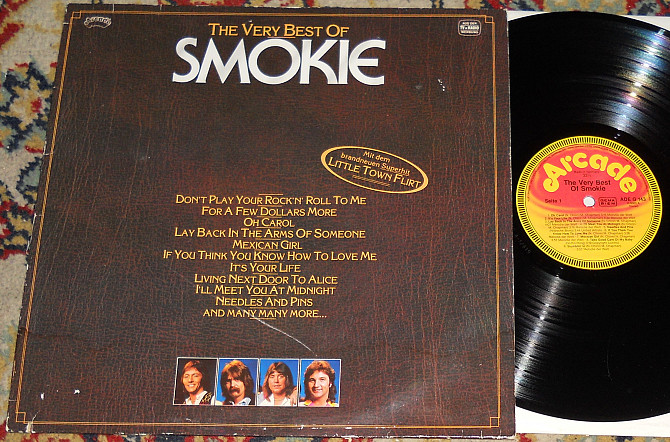 Arcade
THE VERY BEST OF
SMOKIE
Mit dem
brandneuen Superhit
LITTLE TOWN FLIRT
DON'T PLAY YOUR ROCK'N' ROLL TO ME
FOR A FEW DOLLARS MORE
OH CAROL
LAY BACK IN THE ARMS OF SOMEONE
MEXICAN GIRL
IF YOU THINK YOU KNOW HOW TO LOVE ME
IT'S YOUR LIFE
LIVING NEXT DOOR TO ALICE
I'LL MEET YOU AT MIDNIGHT
NEEDLES AND PINS
AND MANY MANY MORE...
Arcade
The Very Best
Of Smokie
Seite 1